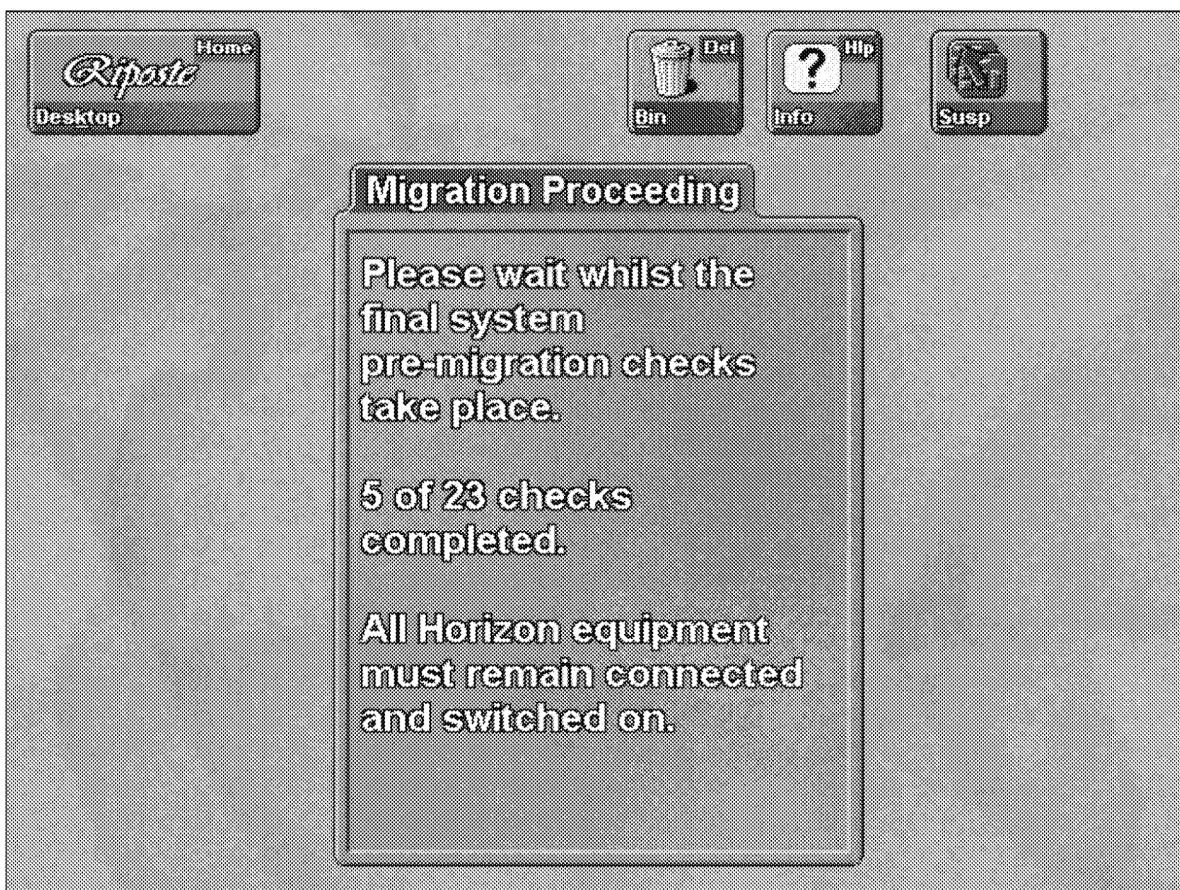 Home
Riposte
Desktop
Del
Bin
Hlp
?
Info
Susp
Migration Proceeding
Please wait whilst the
final system
pre-migration checks
take place.
5 of 23 checks
completed.
All Horizon equipment
must remain connected
and switched on.